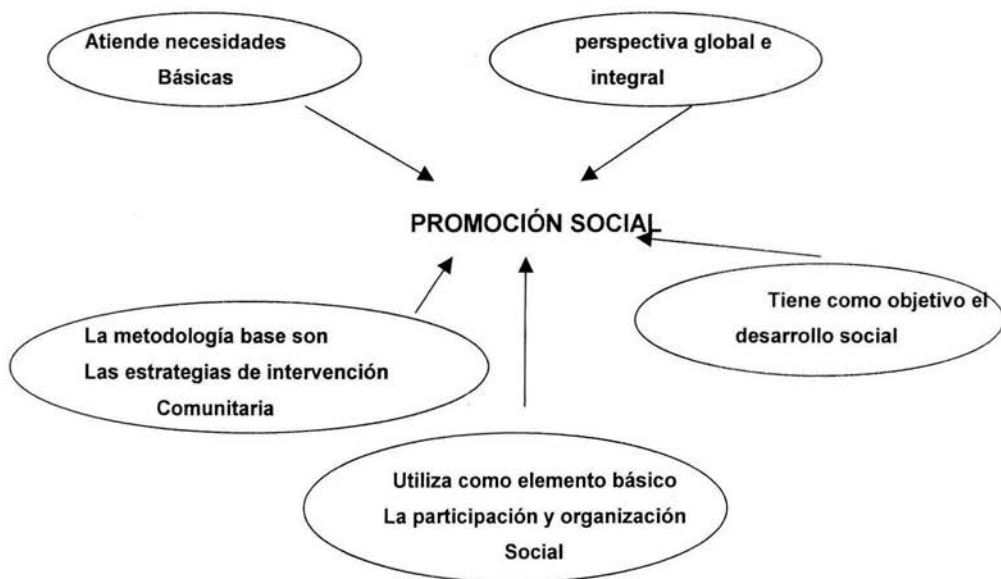 Atiende necesidades
Básicas
perspectiva global e
integral
PROMOCIÓN SOCIAL
Tiene como objetivo el
desarrollo social
La metodología base son
Las estrategias de intervención
Comunitaria
Utiliza como elemento básico
La participación y organización
Social